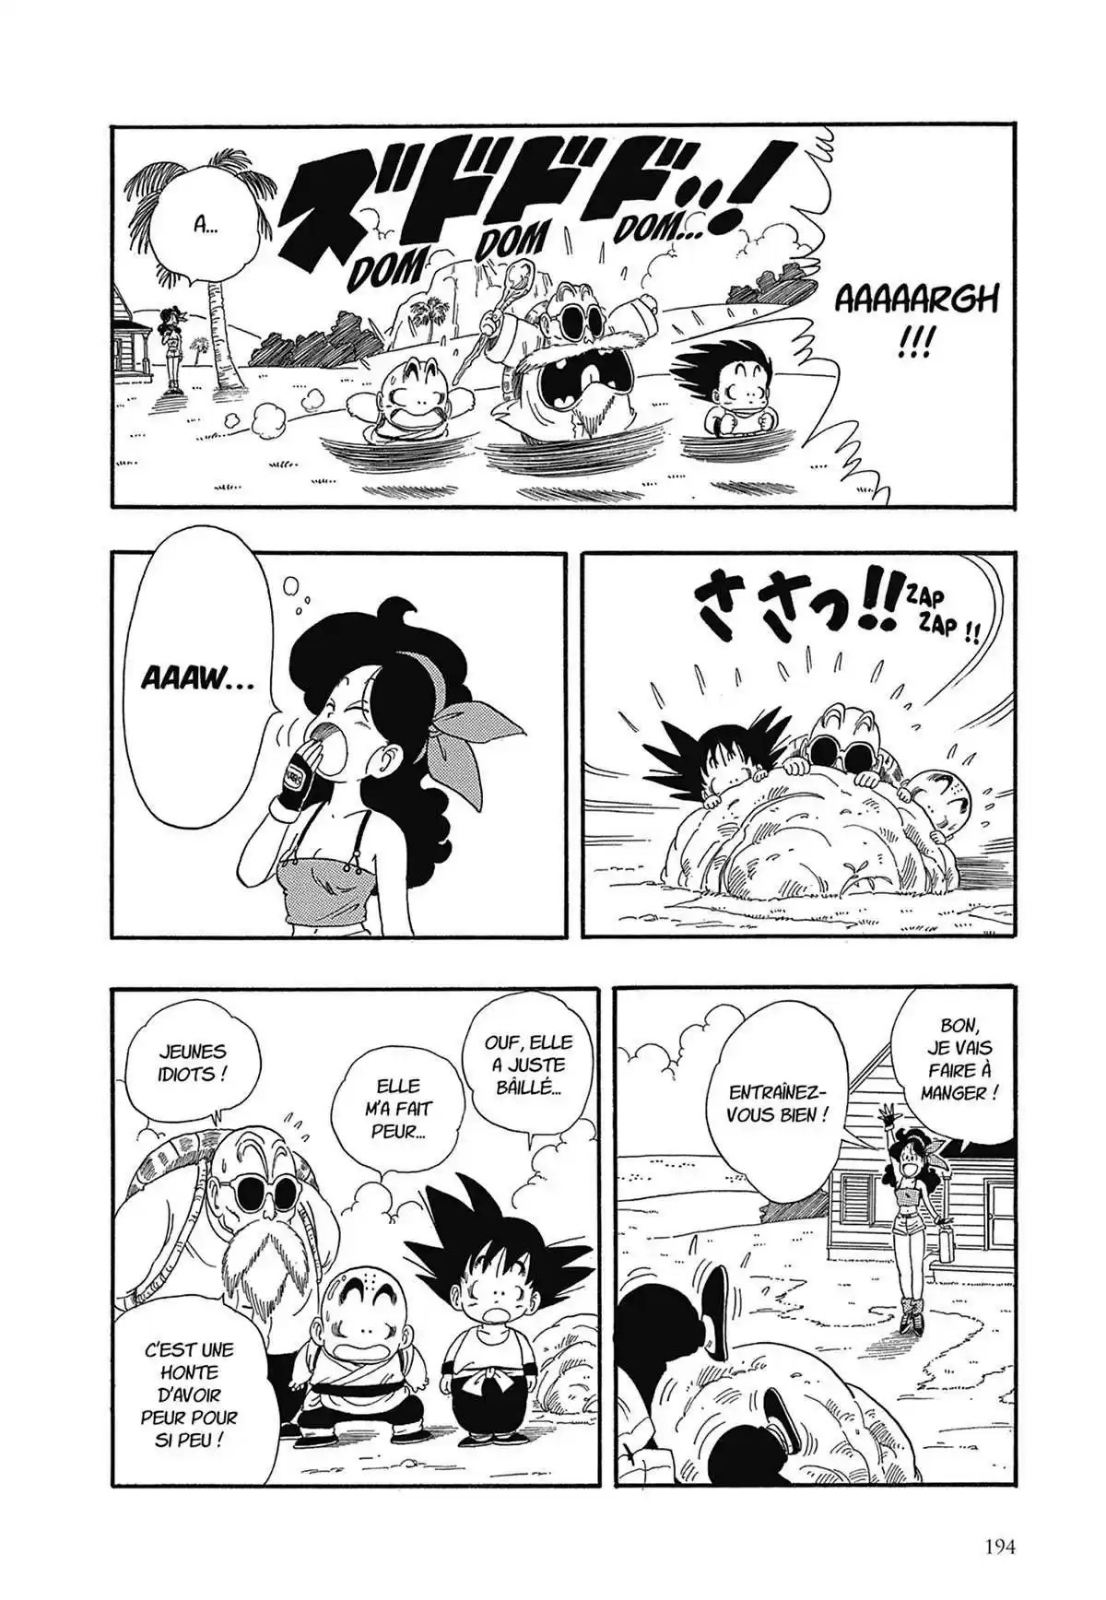 A...
ズドドドド..!
DOM
DOM
DOM...
AAAAARGH
!!!
AAAW...
ささっ!!
ZAP
ZAP !!
JEUNES
IDIOTS !
ELLE
M'A FAIT
PEUR...
OUF, ELLE
A JUSTE
BÂILLÉ...
C'EST UNE
HONTE
D'AVOIR
PEUR POUR
SI PEU !
BON,
JE VAIS
FAIRE À
MANGER !
ENTRAÎNEZ-
VOUS BIEN !
194